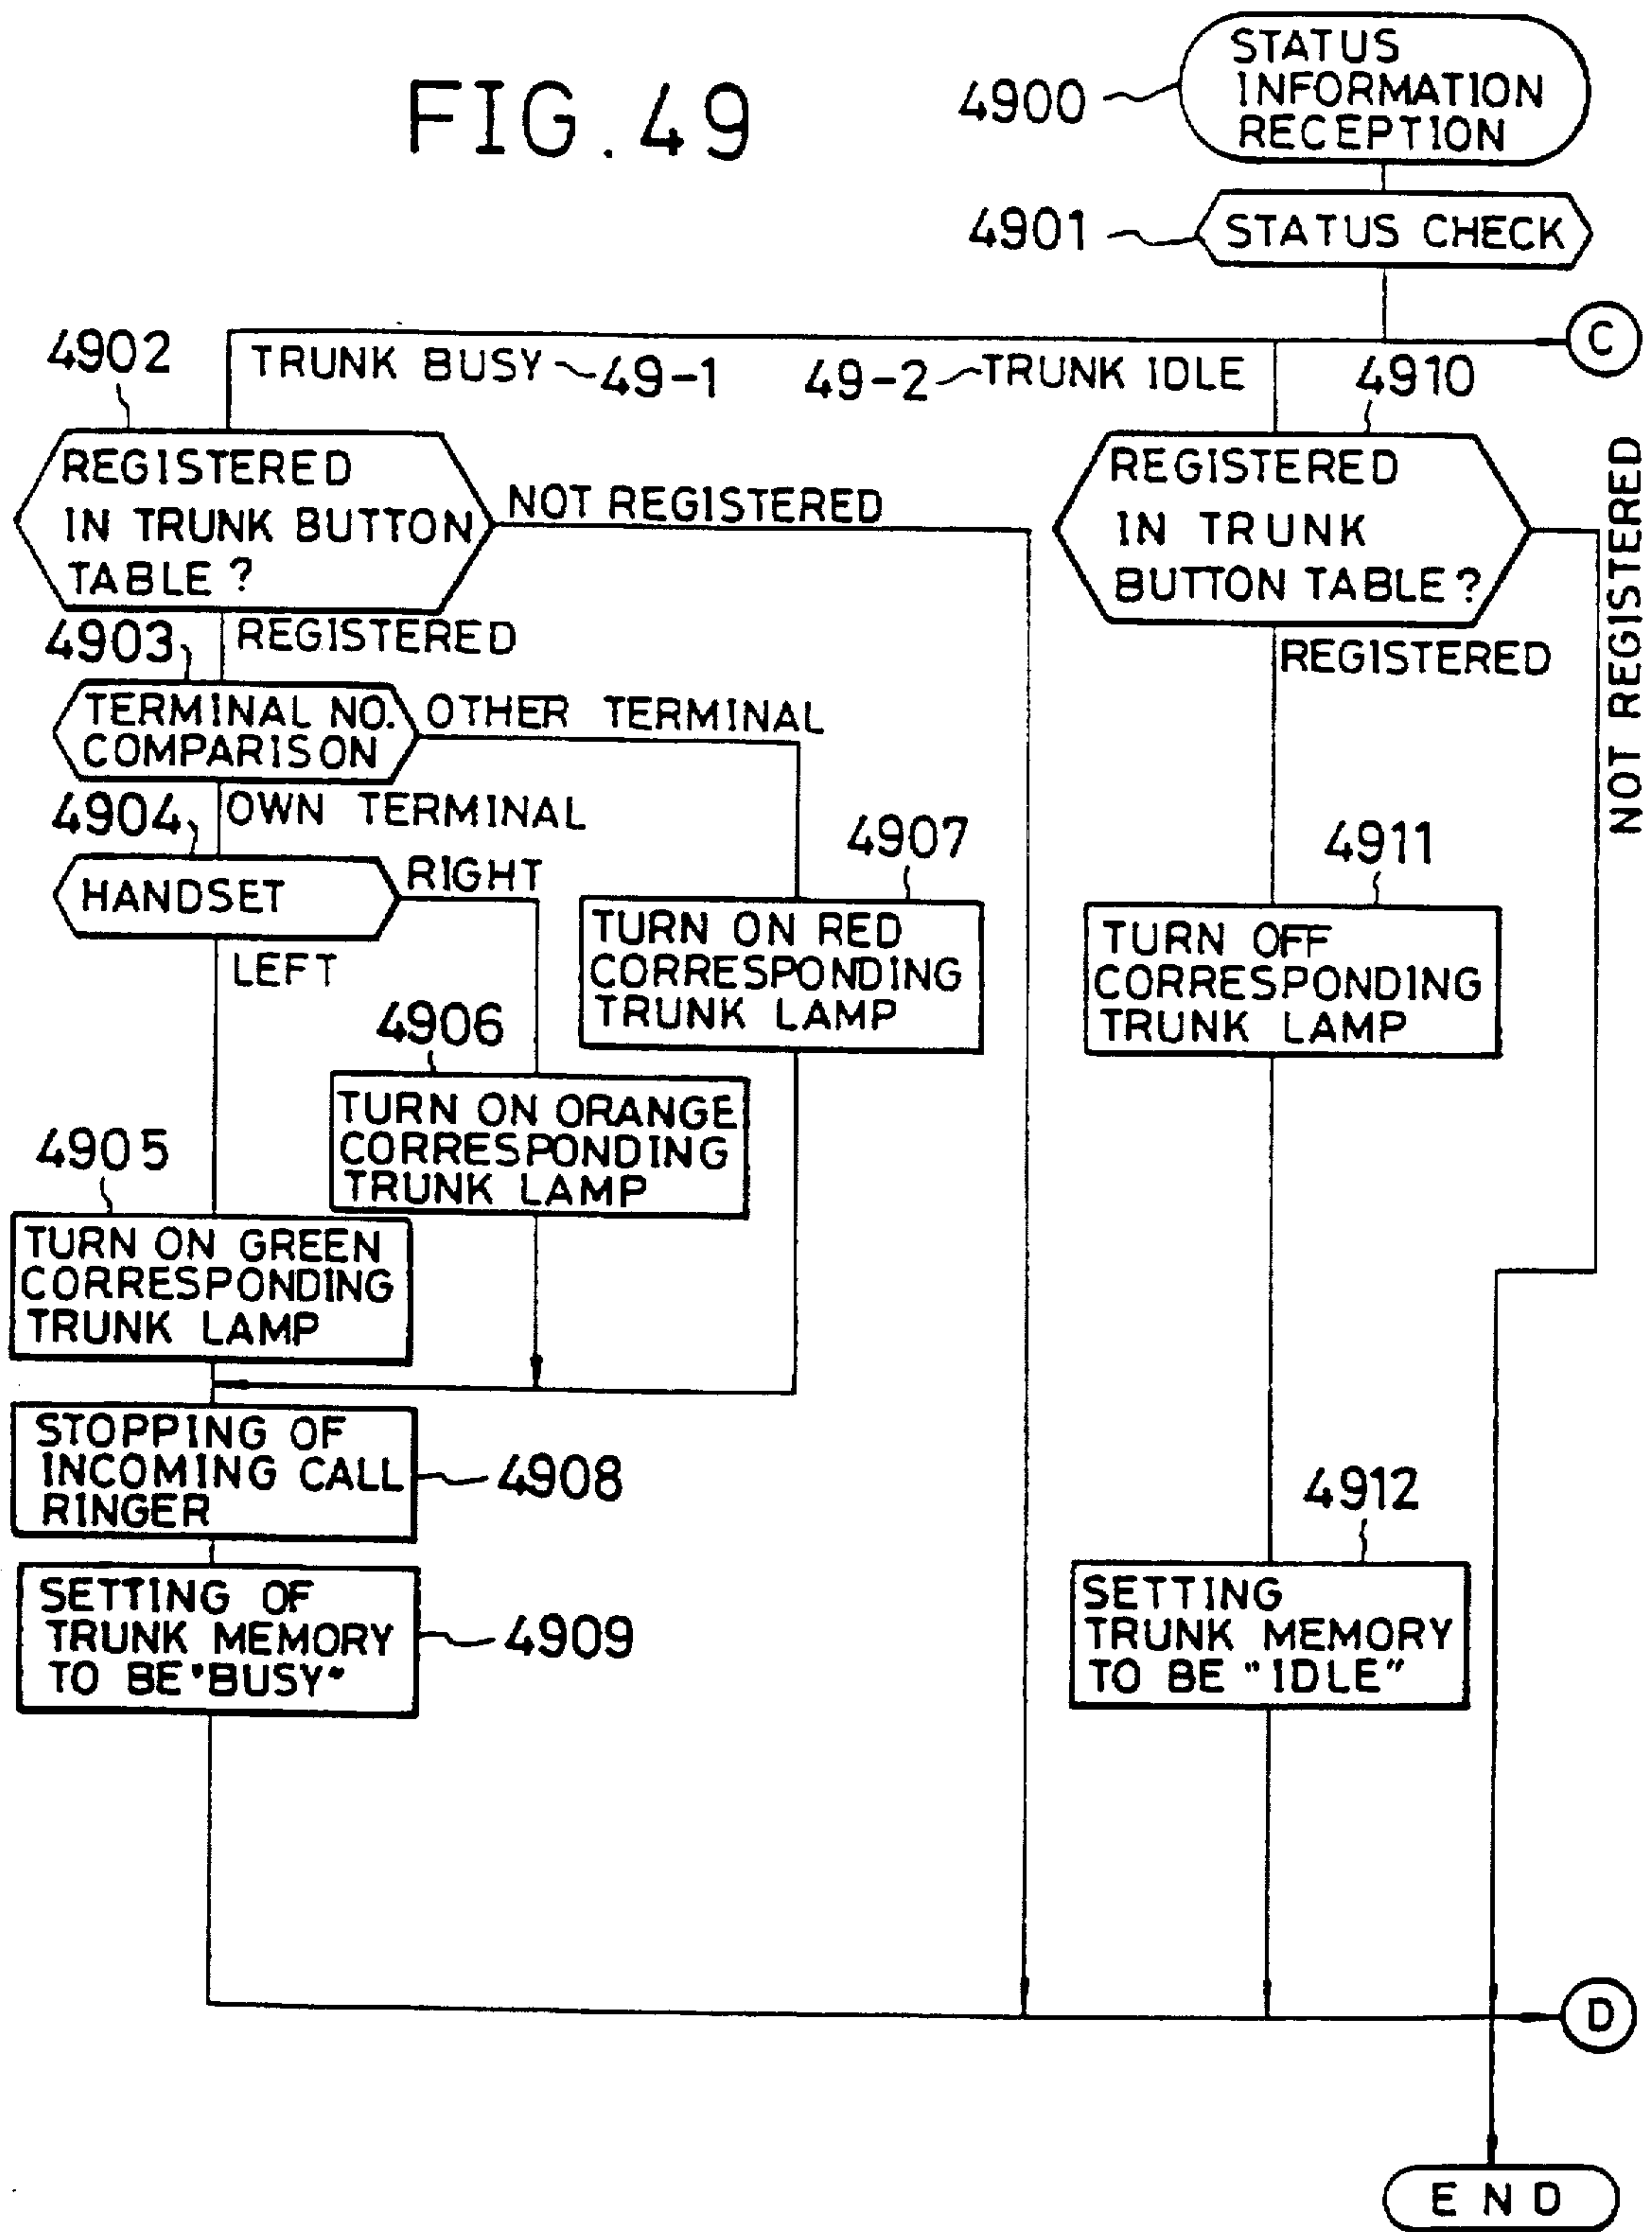 FIG. 49
4900
STATUS
INFORMATION
RECEPTION
4901
STATUS CHECK
C
4902
TRUNK BUSY
49-1
49-2
TRUNK IDLE
4910
REGISTERED
IN TRUNK BUTTON
TABLE?
NOT REGISTERED
REGISTERED
IN TRUNK
BUTTON TABLE?
NOT REGISTERED
4903
REGISTERED
REGISTERED
TERMINAL NO.
COMPARISON
OTHER TERMINAL
4904
OWN TERMINAL
HANDSET
RIGHT
LEFT
4907
TURN ON RED
CORRESPONDING
TRUNK LAMP
4911
TURN OFF
CORRESPONDING
TRUNK LAMP
4906
TURN ON ORANGE
CORRESPONDING
TRUNK LAMP
4905
TURN ON GREEN
CORRESPONDING
TRUNK LAMP
STOPPING OF
INCOMING CALL
RINGER
4908
SETTING OF
TRUNK MEMORY
TO BE "BUSY"
4909
4912
SETTING
TRUNK MEMORY
TO BE "IDLE"
D
END